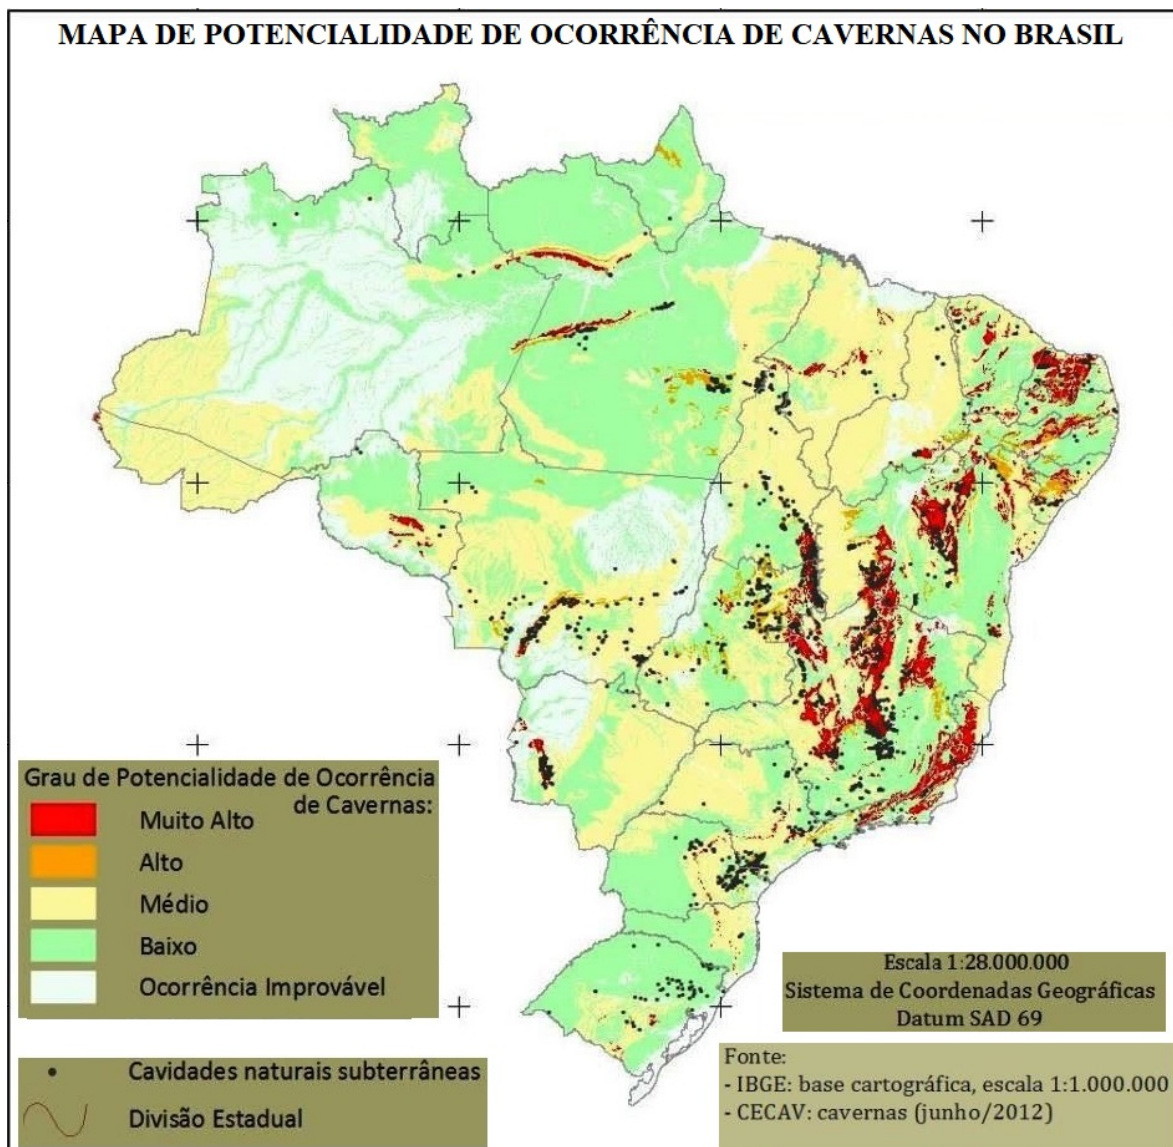 MAPA DE POTENCIALIDADE DE OCORRÊNCIA DE CAVERNAS NO BRASIL
Grau de Potencialidade de Ocorrência
de Cavernas:
Muito Alto
Alto
Médio
Baixo
Ocorrência Improvável
Cavidades naturais subterrâneas
Divisão Estadual
Escala 1:28.000.000
Sistema de Coordenadas Geográficas
Datum SAD 69
Fonte:
- IBGE: base cartográfica, escala 1:1.000.000
- CECAV: cavernas (junho/2012)